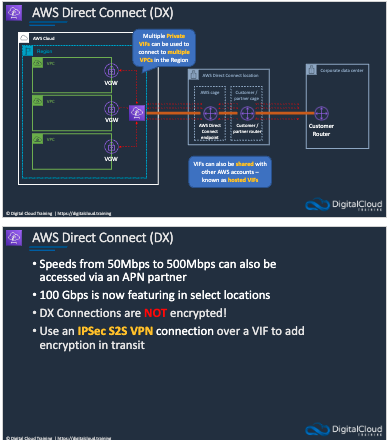 AWS Direct Connect (DX)
AWS Cloud
Region
VPC
VGW
VPC
VGW
VPC
VGW
Multiple Private
VIFs can be used to
connect to multiple
VPCs in the Region
AWS Direct Connect location
AWS cage
Customer /
partner cage
AWS Direct
Connect
endpoint
Customer /
partner router
Corporate data center
Customer
Router
VIFs can also be shared with
other AWS accounts –
known as hosted VIFs
© Digital Cloud Training | https://digitalcloud.training
DigitalCloud
TRAINING
AWS Direct Connect (DX)
• Speeds from 50Mbps to 500Mbps can also be
accessed via an APN partner
• 100 Gbps is now featuring in select locations
• DX Connections are NOT encrypted!
• Use an IPSec S2S VPN connection over a VIF to add
encryption in transit
© Digital Cloud Training | https://digitalcloud.training
DigitalCloud
TRAINING